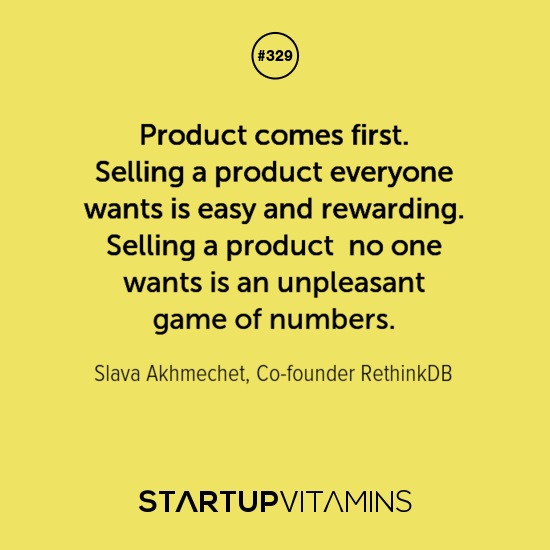 #329
Product comes first.
Selling a product everyone
wants is easy and rewarding.
Selling a product  no one
wants is an unpleasant
game of numbers.
Slava Akhmechet, Co-founder RethinkDB
STARTUPVITAMINS